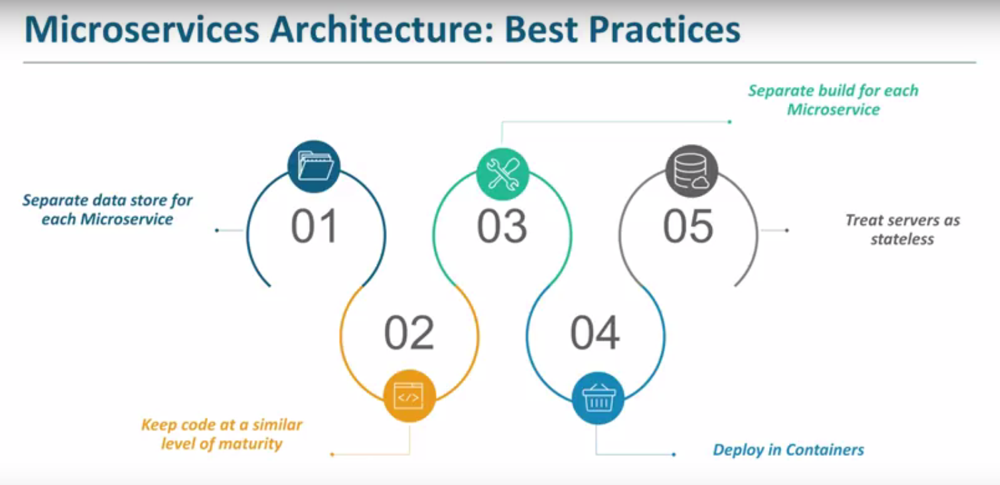 Microservices Architecture: Best Practices
Separate build for each
Microservice
Separate data store for
each Microservice
01
03
05
Treat servers as
stateless
02
04
</>
Keep code at a similar
level of maturity
Deploy in Containers